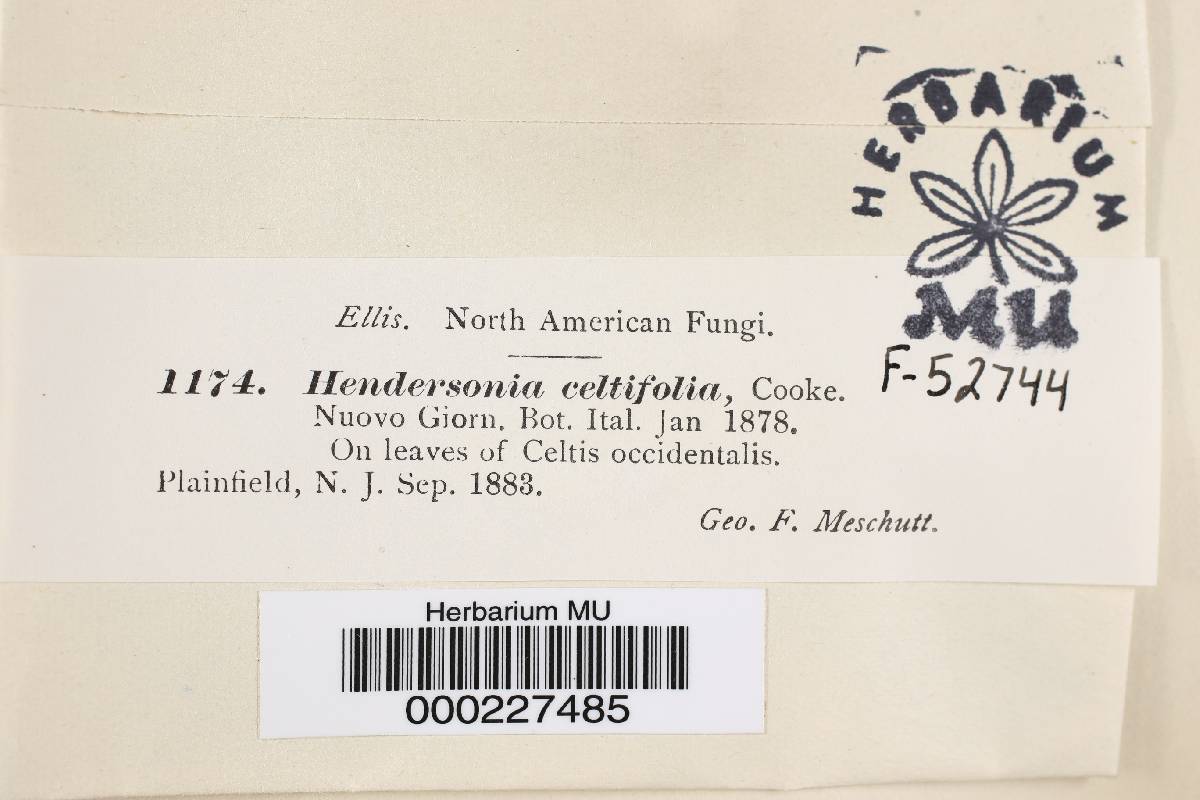 HERBARIUM
MU
F-52744
Ellis. North American Fungi.
1174. Hendersonia celtifolia, Cooke.
Nuovo Giorn. Bot. Ital. Jan 1878.
On leaves of Celtis occidentalis.
Plainfield, N. J. Sep. 1883.
Geo. F. Meschutt.
Herbarium MU
000227485